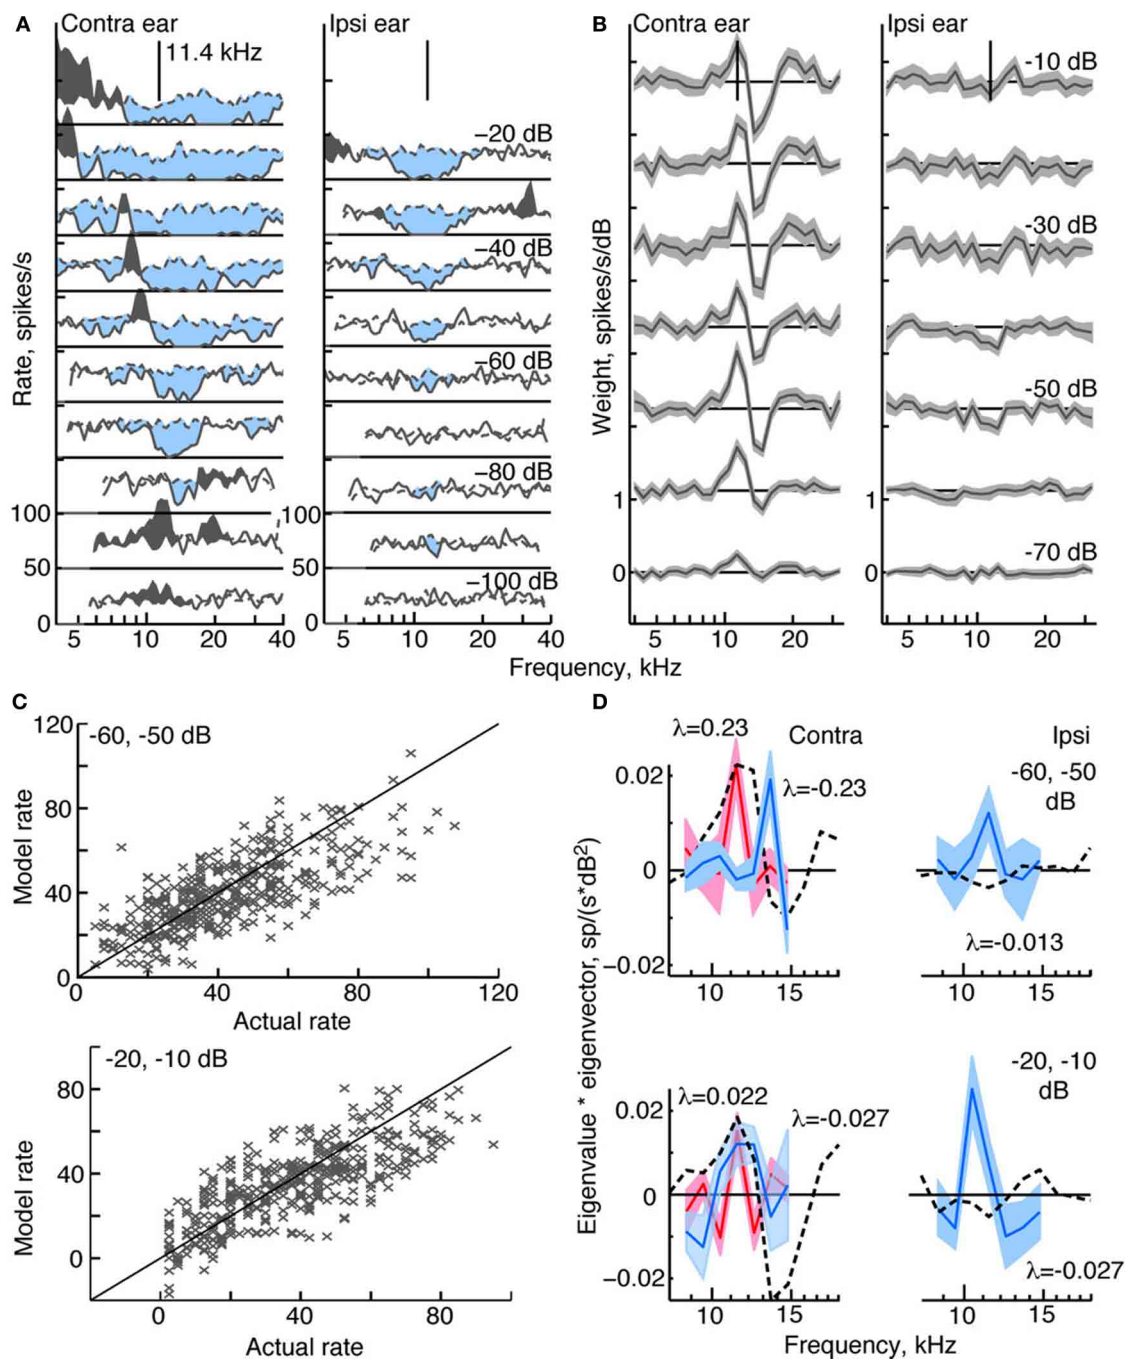 A
Contra ear
11.4 kHz
Ipsi ear
−20 dB
−40 dB
−60 dB
−80 dB
−100 dB
Rate, spikes/s
100
50
0
100
50
0
5
10
20
40
5
10
20
40
B
Contra ear
Ipsi ear
-10 dB
-30 dB
-50 dB
-70 dB
Weight, spikes/s/dB
1
0
1
0
5
10
20
5
10
20
Frequency, kHz
C
-60, -50 dB
Model rate
120
80
40
0
0
40
80
120
Actual rate
-20, -10 dB
Model rate
80
40
0
0
40
80
Actual rate
D
λ=0.23
Contra
λ=-0.23
Ipsi
-60, -50
dB
λ=-0.013
0.02
0
−0.02
10
15
10
15
Eigenvalue * eigenvector, sp/(s*dB²)
λ=0.022
λ=-0.027
-20, -10
dB
λ=-0.027
0.02
0
−0.02
10
15
10
15
Frequency, kHz